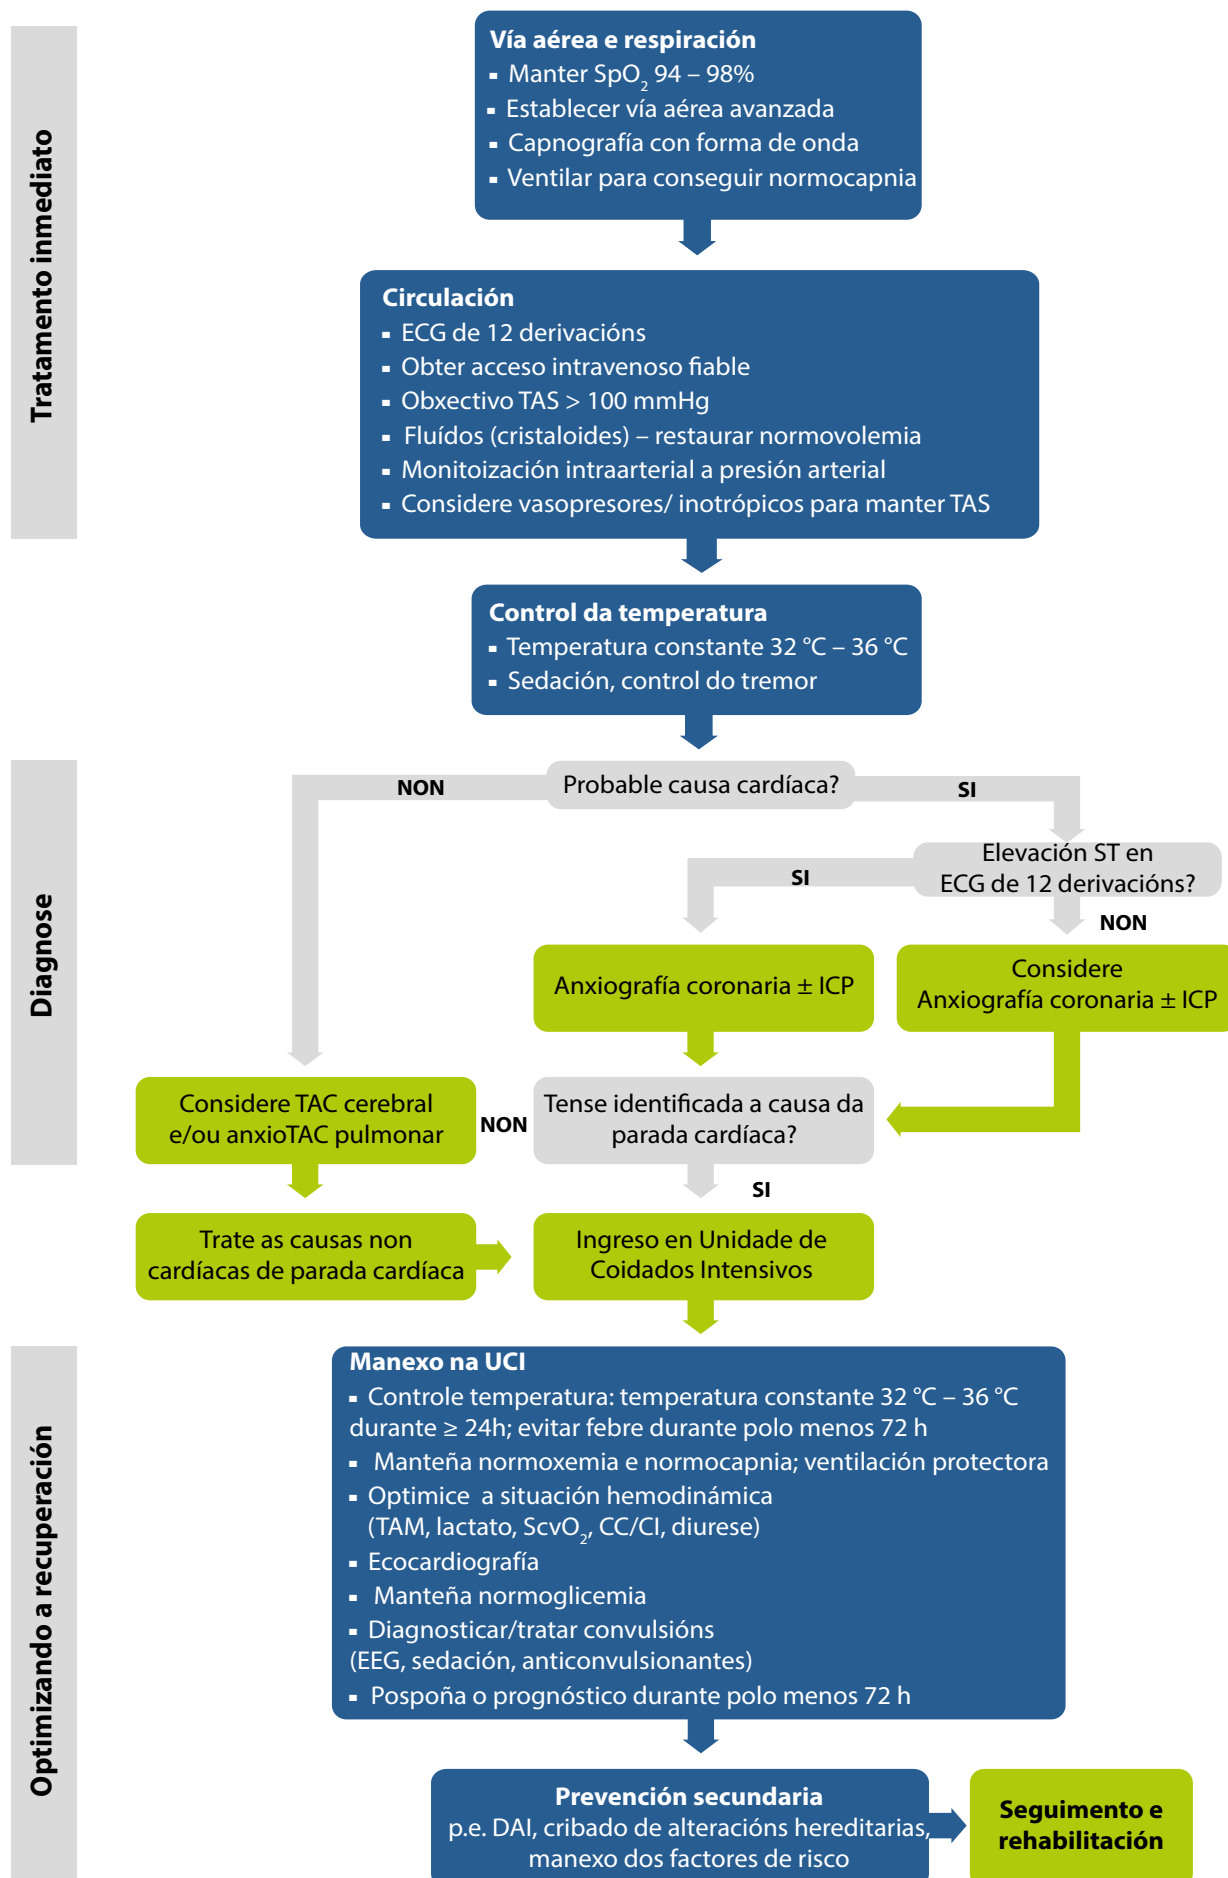 Tratamento inmediato
Vía aérea e respiración
▪ Manter SpO2 94 – 98%
▪ Establecer vía aérea avanzada
▪ Capnografía con forma de onda
▪ Ventilar para conseguir normocapnia
Circulación
▪ ECG de 12 derivacións
▪ Obter acceso intravenoso fiable
▪ Obxectivo TAS > 100 mmHg
▪ Fluídos (cristaloides) – restaurar normovolemia
▪ Monitoización intraarterial a presión arterial
▪ Considere vasopresores/ inotrópicos para manter TAS
Control da temperatura
▪ Temperatura constante 32 °C – 36 °C
▪ Sedación, control do tremor
Diagnose
Probable causa cardíaca?
NON
SI
Elevación ST en
ECG de 12 derivacións?
SI
NON
Anxiografía coronaria ± ICP
Considere
Anxiografía coronaria ± ICP
Considere TAC cerebral
e/ou anxioTAC pulmonar
NON
Tense identificada a causa da
parada cardíaca?
SI
Trate as causas non
cardíacas de parada cardíaca
Ingreso en Unidade de
Coidados Intensivos
Optimizando a recuperación
Manexo na UCI
▪ Controle temperatura: temperatura constante 32 °C – 36 °C
durante ≥ 24h; evitar febre durante polo menos 72 h
▪ Manteña normoxemia e normocapnia; ventilación protectora
▪ Optimice a situación hemodinámica
(TAM, lactato, ScvO2, CC/CI, diurese)
▪ Ecocardiografía
▪ Manteña normoglicemia
▪ Diagnosticar/tratar convulsións
(EEG, sedación, anticonvulsionantes)
▪ Pospoña o prognóstico durante polo menos 72 h
Prevención secundaria
p.e. DAI, cribado de alteracións hereditarias,
manexo dos factores de risco
Seguimento e
rehabilitación